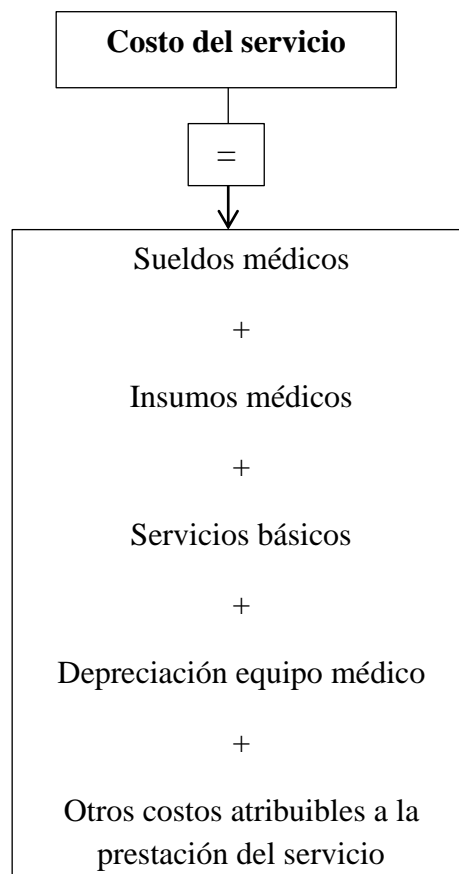 Costo del servicio
=
Sueldos médicos
+
Insumos médicos
+
Servicios básicos
+
Depreciación equipo médico
+
Otros costos atribuibles a la
prestación del servicio